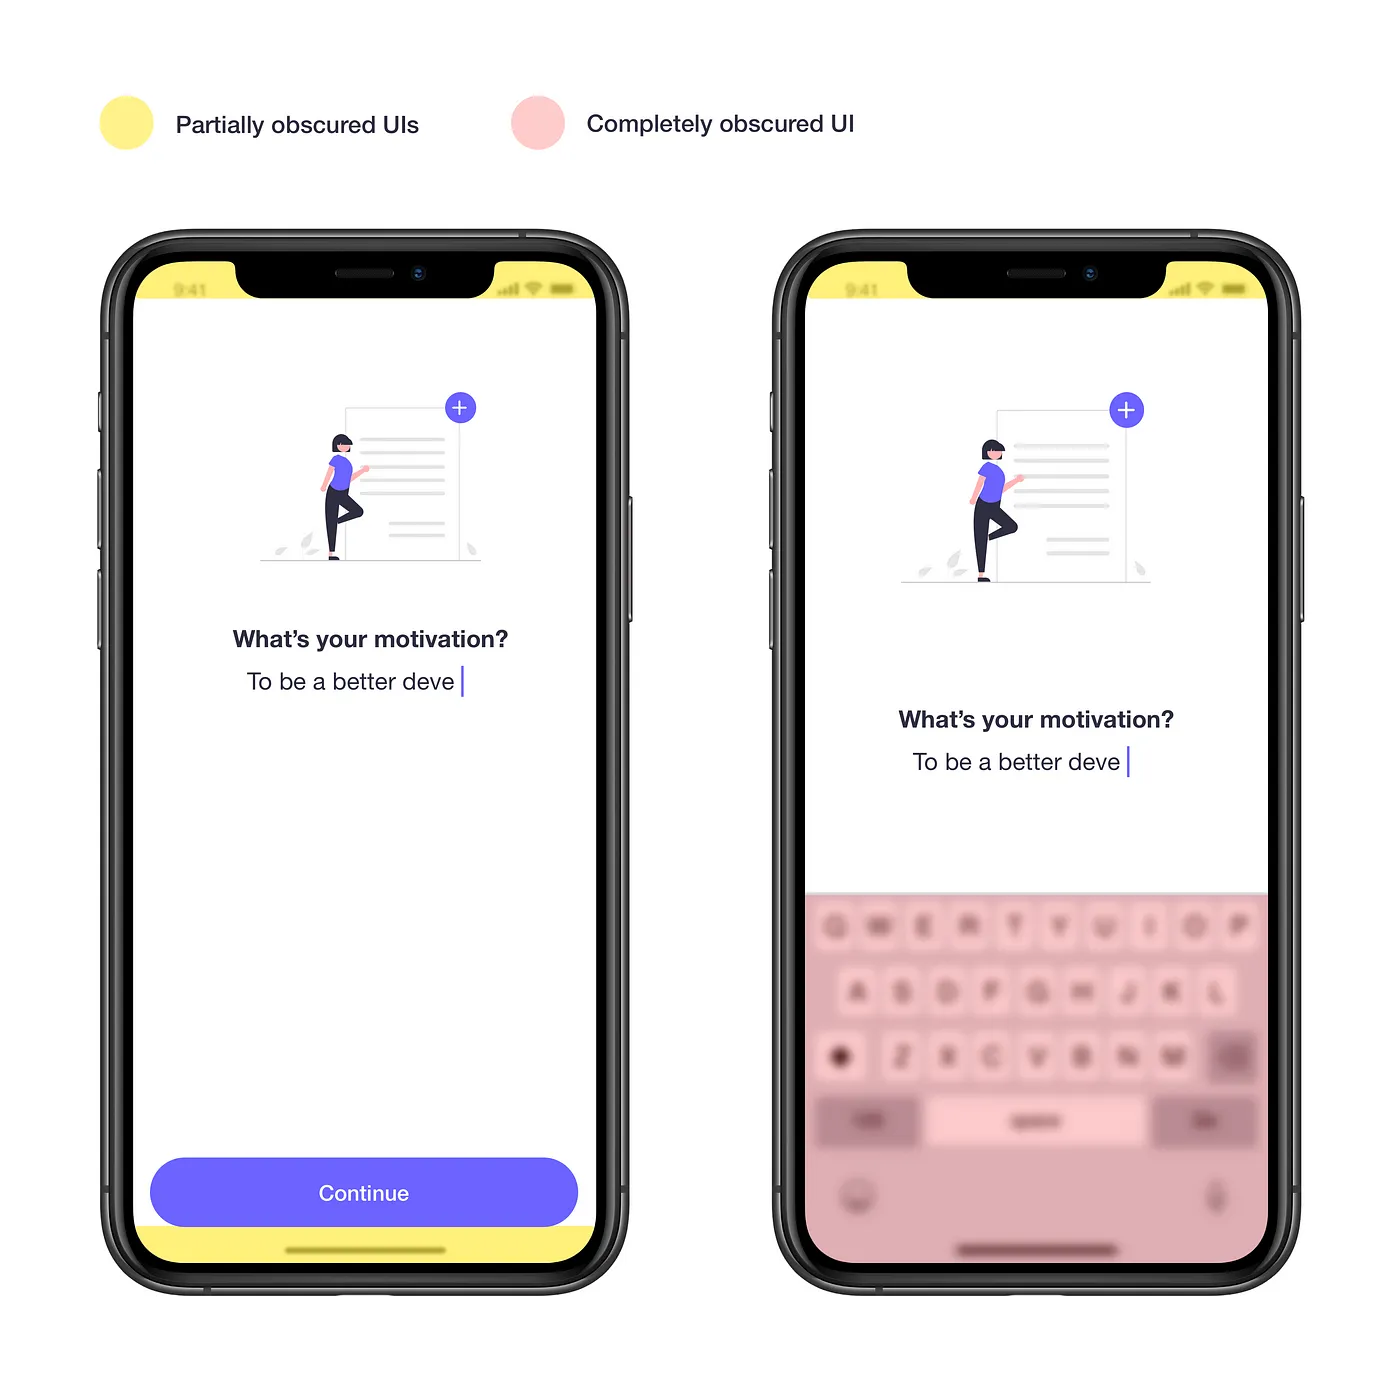 Partially obscured UIs
Completely obscured UI
9:41
What's your motivation?
To be a better deve
Continue
9:41
What's your motivation?
To be a better deve
Q W E R T Y U I O P
A S D F G H J K L
Z X C V B N M
space